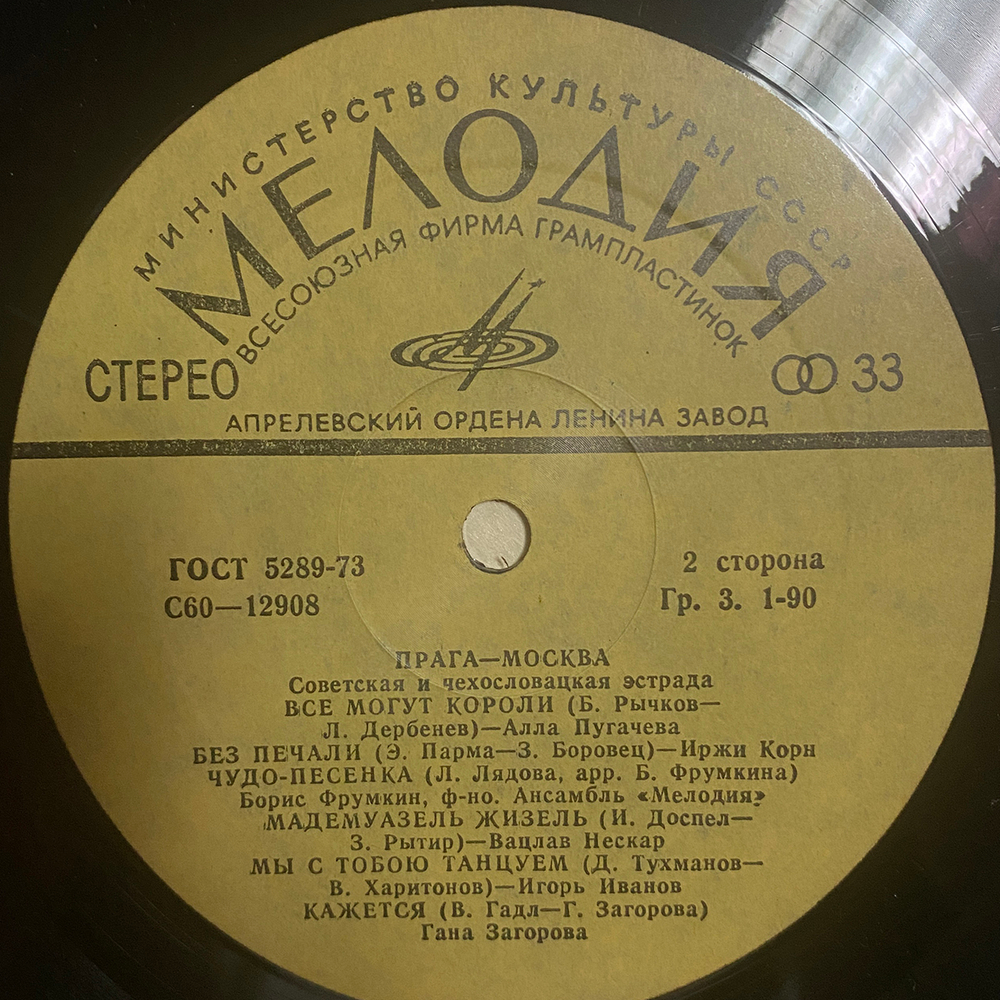 МИНИСТЕРСТВО КУЛЬТУРЫ СССР
МЕЛОДИЯ
ВСЕСОЮЗНАЯ ФИРМА ГРАМПЛАСТИНОК
СТЕРЕО
33
АПРЕЛЕВСКИЙ ОРДЕНА ЛЕНИНА ЗАВОД
ГОСТ 5289-73
2 сторона
С60—12908
Гр. 3. 1-90
ПРАГА—МОСКВА
Советская и чехословацкая эстрада
ВСЕ МОГУТ КОРОЛИ (Б. Рычков—
Л. Дербенев)—Алла Пугачева
БЕЗ ПЕЧАЛИ (Э. Парма—З. Боровец)—Иржи Корн
ЧУДО-ПЕСЕНКА (Л. Лядова, арр. Б. Фрумкина)
Борис Фрумкин, ф-но. Ансамбль «Мелодия»
МАДЕМУАЗЕЛЬ ЖИЗЕЛЬ (И. Доспел—
З. Рытир)—Вацлав Нескар
МЫ С ТОБОЮ ТАНЦУЕМ (Д. Тухманов—
В. Харитонов)—Игорь Иванов
КАЖЕТСЯ (В. Гадл—Г. Загорова)
Гана Загорова